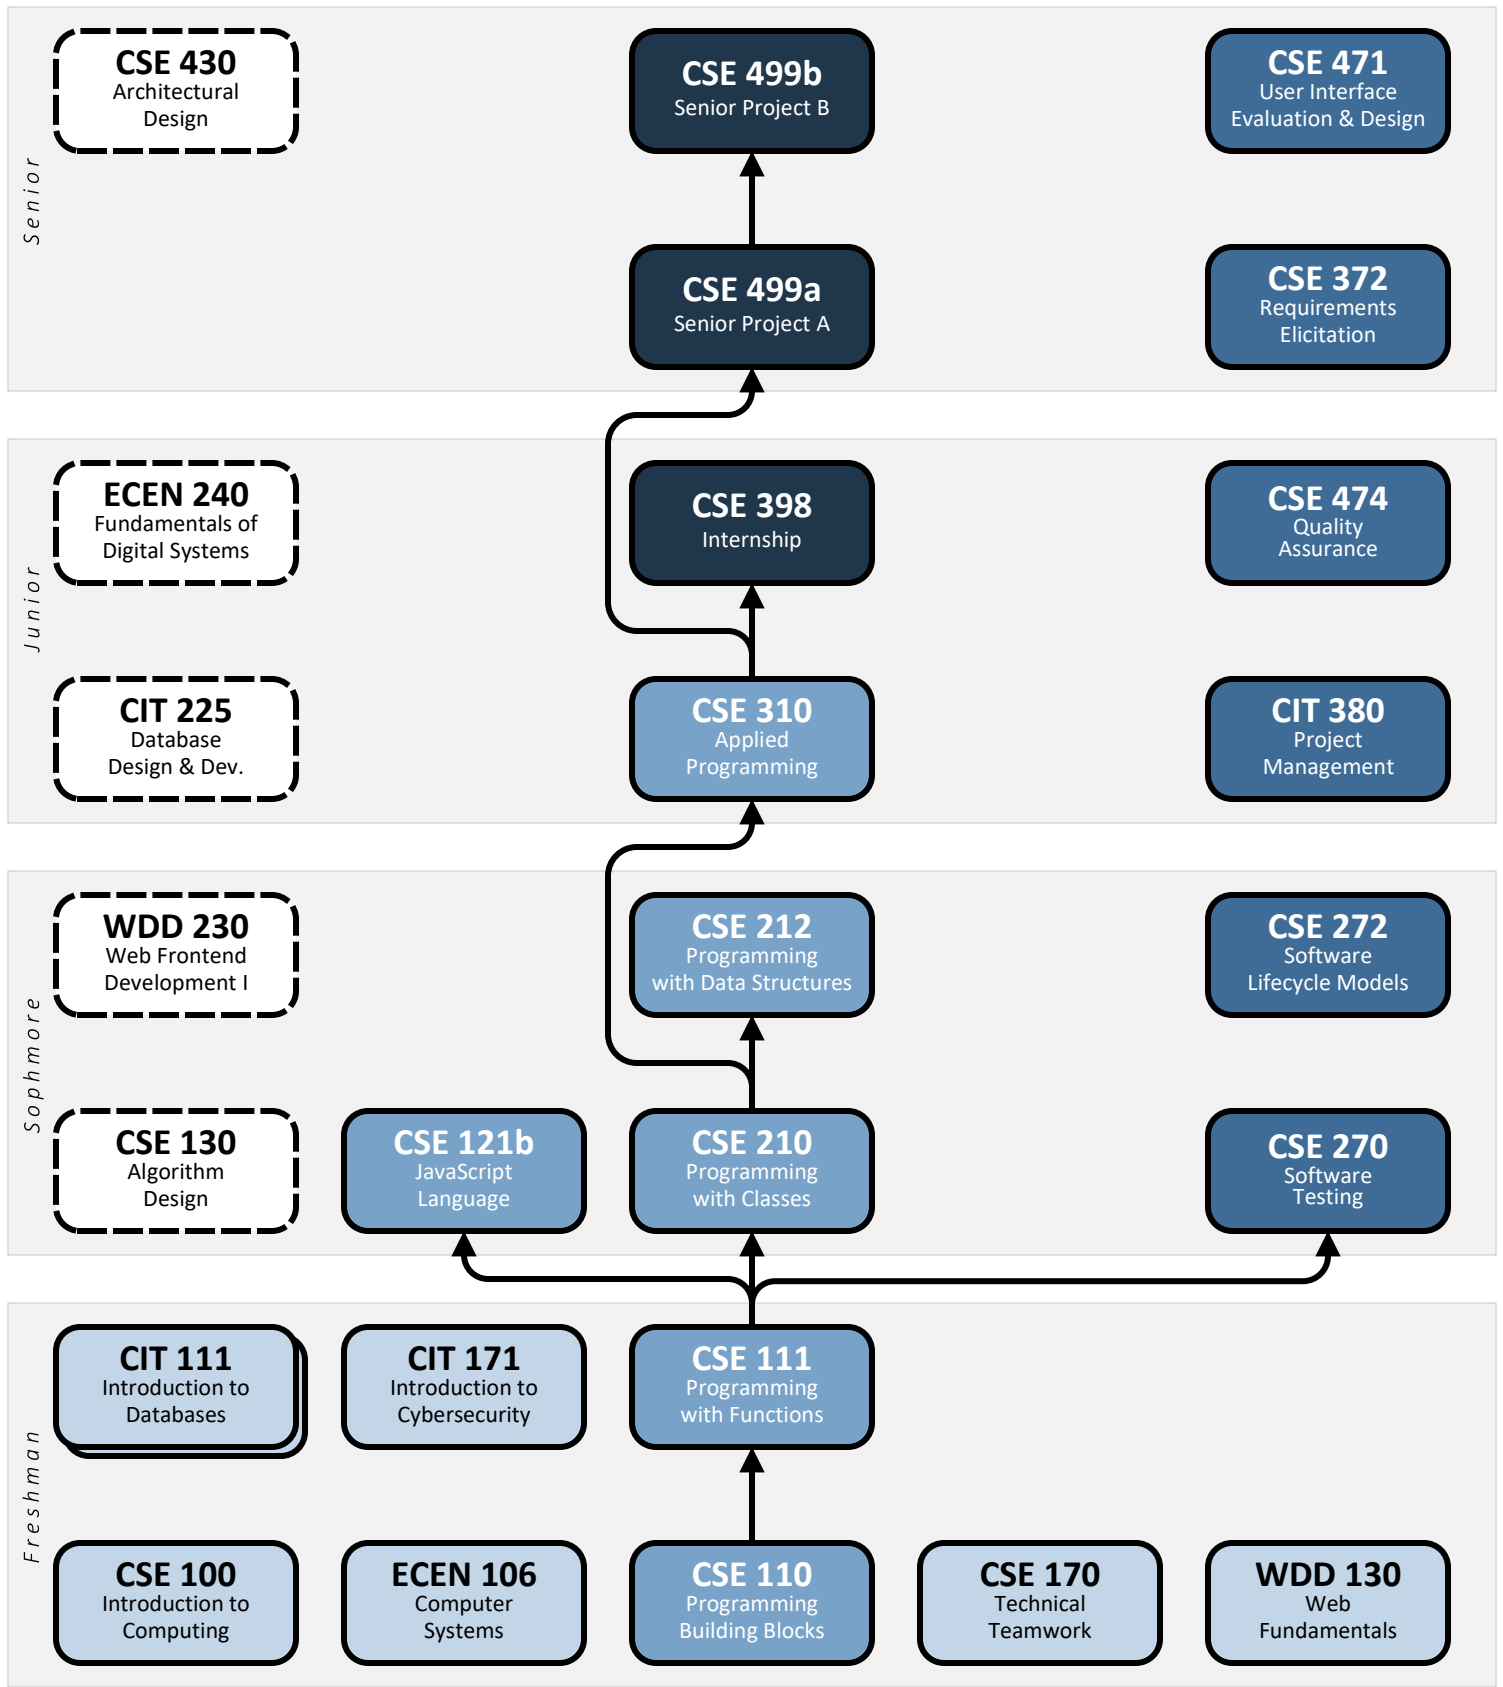 Senior
CSE 430
Architectural
Design
CSE 499b
Senior Project B
CSE 471
User Interface
Evaluation & Design
CSE 499a
Senior Project A
CSE 372
Requirements
Elicitation
Junior
ECEN 240
Fundamentals of
Digital Systems
CSE 398
Internship
CSE 474
Quality
Assurance
CIT 225
Database
Design & Dev.
CSE 310
Applied
Programming
CIT 380
Project
Management
Sophmore
WDD 230
Web Frontend
Development I
CSE 212
Programming
with Data Structures
CSE 272
Software
Lifecycle Models
CSE 130
Algorithm
Design
CSE 121b
JavaScript
Language
CSE 210
Programming
with Classes
CSE 270
Software
Testing
Freshman
CIT 111
Introduction to
Databases
CIT 171
Introduction to
Cybersecurity
CSE 111
Programming
with Functions
CSE 100
Introduction to
Computing
ECEN 106
Computer
Systems
CSE 110
Programming
Building Blocks
CSE 170
Technical
Teamwork
WDD 130
Web
Fundamentals